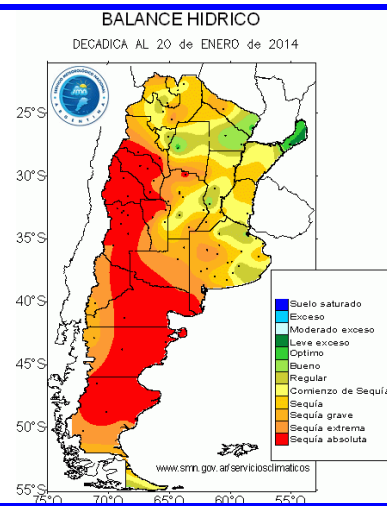 BALANCE HIDRICO
DECADICA AL 20 de ENERO de 2014
smn
25°S
30°S
35°S
40°S
45°S
50°S
55°S
75°O 70°O 65°O 60°O 55°O
Suelo saturado
Exceso
Moderado exceso
Leve exceso
Optimo
Bueno
Regular
Comienzo de Sequía
Sequía
Sequía grave
Sequía extrema
Sequía absoluta
www.smn.gov.ar/serviciosclimaticos